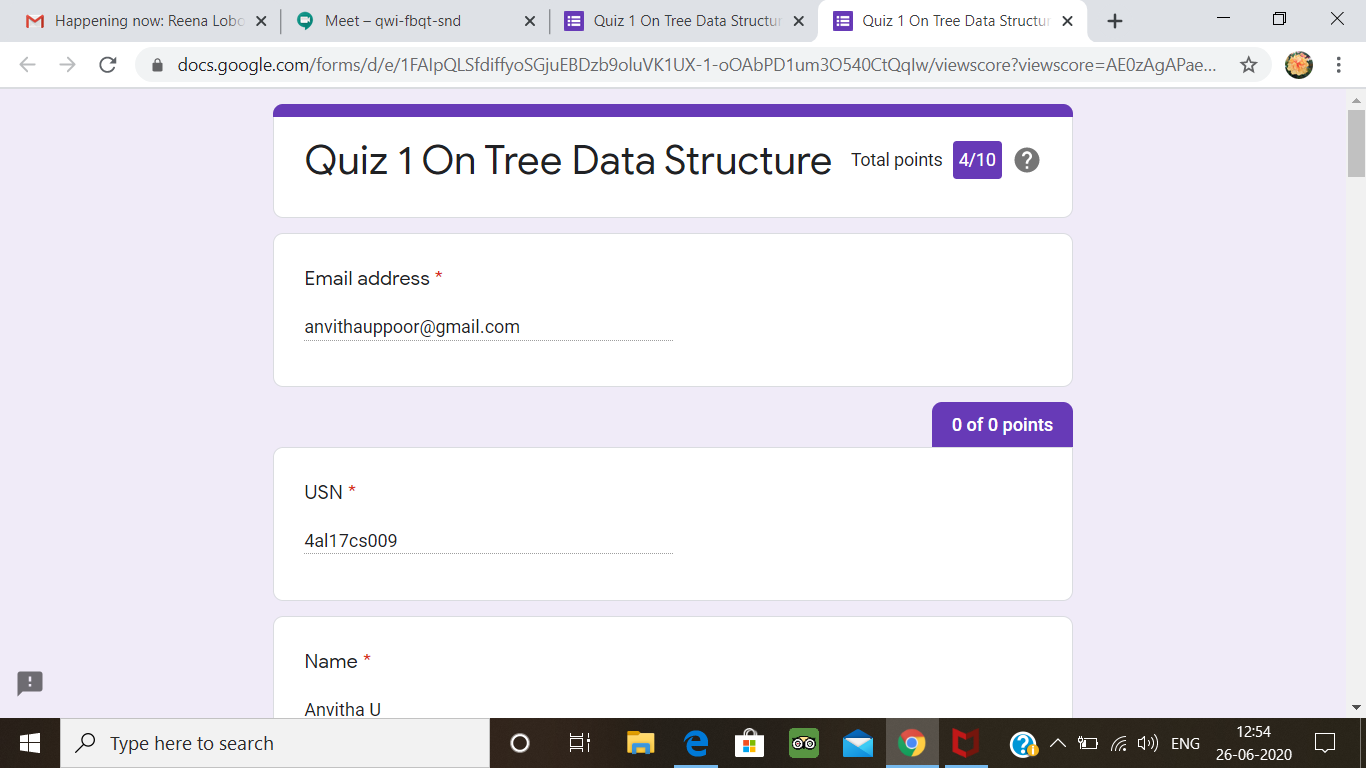 Happening now: Reena Lobo
Meet – qwi-fbqt-snd
Quiz 1 On Tree Data Structur
Quiz 1 On Tree Data Structur
docs.google.com/forms/d/e/1FAIpQLSfdiffyoSGjuEBDzb9oluVK1UX-1-oOAbPD1um3O540CtQqIw/viewscore?viewscore=AE0zAgAPae...
Quiz 1 On Tree Data Structure
Total points 4/10
Email address *
anvithauppoor@gmail.com
0 of 0 points
USN *
4al17cs009
Name *
Anvitha U
Type here to search
ENG
12:54
26-06-2020